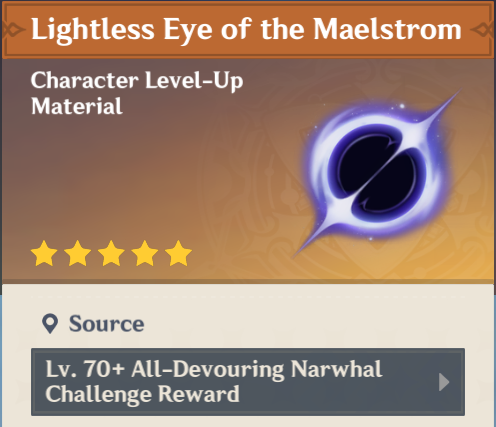 Lightless Eye of the Maelstrom
Character Level-Up
Material
Source
Lv. 70+ All-Devouring Narwhal
Challenge Reward